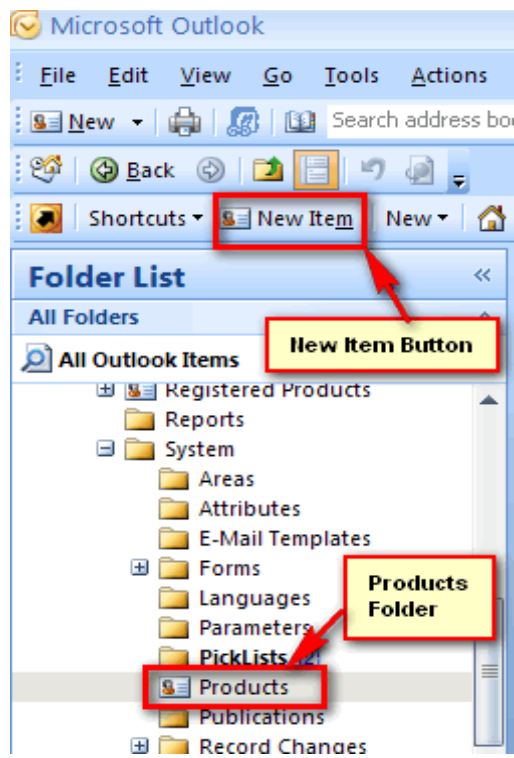 Microsoft Outlook
File Edit View Go Tools Actions
New Search address bo
Back
Shortcuts New Item New
Folder List
All Folders
New Item Button
All Outlook Items
Registered Products
Reports
System
Areas
Attributes
E-Mail Templates
Forms
Products
Folder
Languages
Parameters
PickLists
Products
Publications
Record Changes